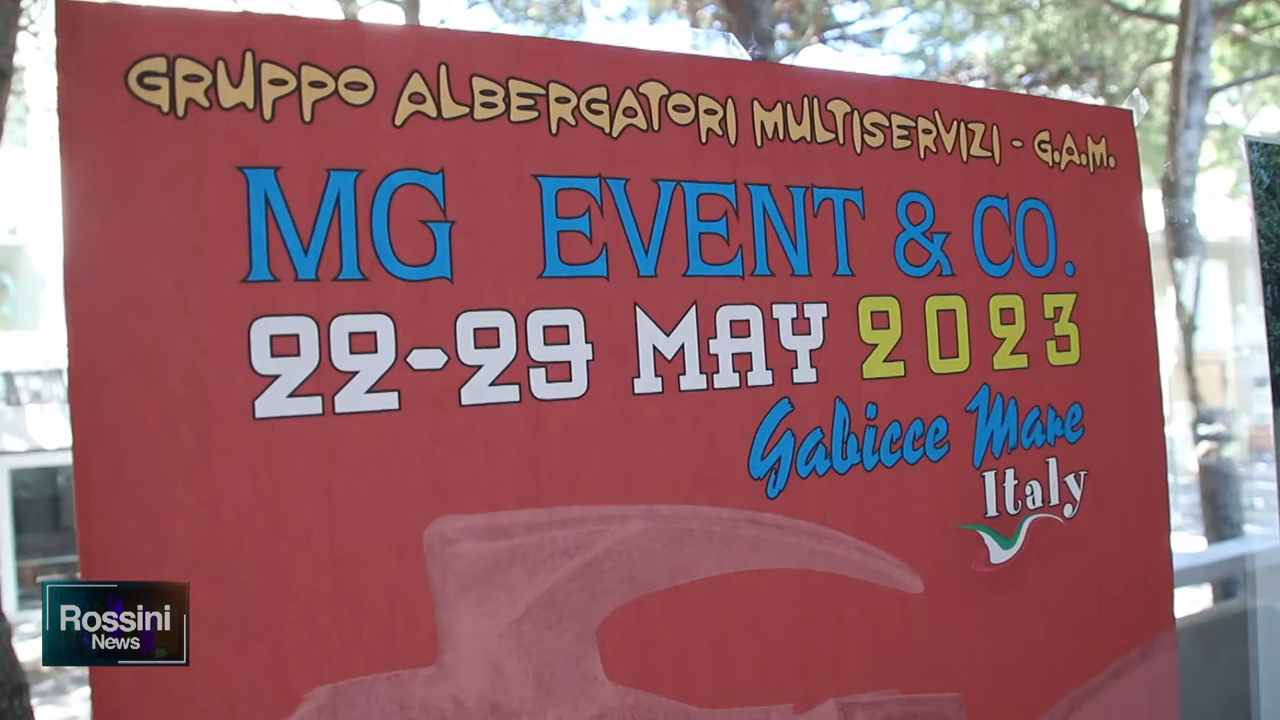 GRUPPO ALBERGATORI MULTISERVIZI - G.A.M.
MG EVENT & CO.
22-29 MAY 2023
Gabicce Mare
Italy
Rossini
News